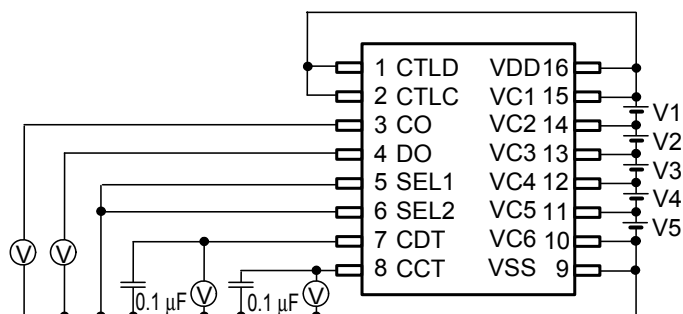 1 CTLD VDD 16
2 CTLC VC1 15
V1
3 CO VC2 14
V2
4 DO VC3 13
V3
5 SEL1 VC4 12
V4
6 SEL2 VC5 11
V5
7 CDT VC6 10
8 CCT VSS 9
V V V V
0.1 μF 0.1 μF